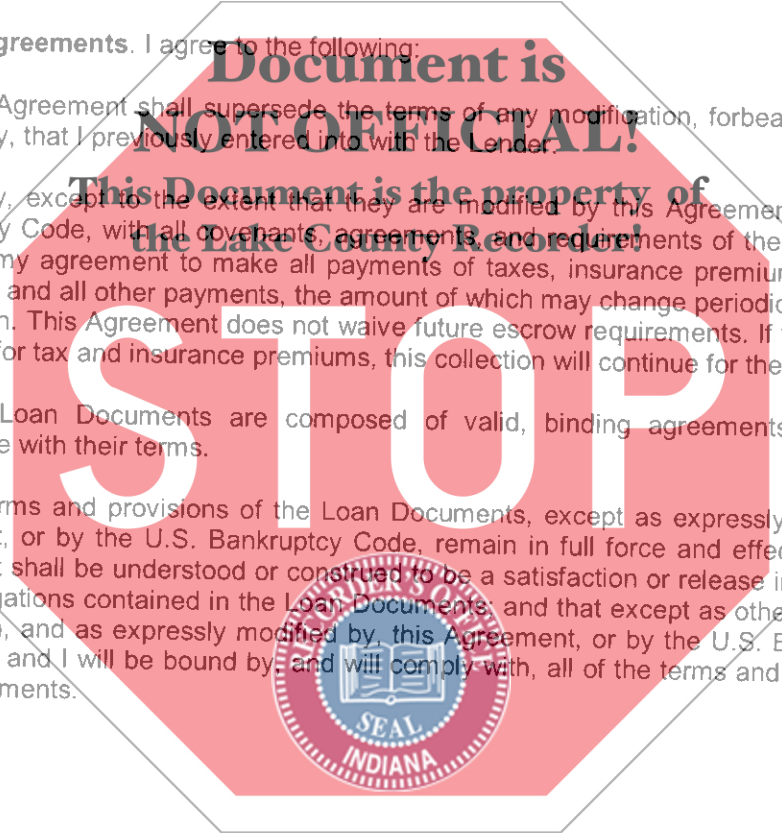 greements. I agree to the following:
Document is
Agreement shall supersede the terms of any modification, forbea
y, that I previously entered into with the Lender.
NOT OFFICIAL!
This Document is the property of
y, except to the extent that they are modified by this Agreemen
the Lake County Recorder!
y Code, with all covenants, agreements, and requirements of the
my agreement to make all payments of taxes, insurance premium
and all other payments, the amount of which may change periodic
n. This Agreement does not waive future escrow requirements. If
for tax and insurance premiums, this collection will continue for the
STOP
Loan Documents are composed of valid, binding agreements
e with their terms.
rms and provisions of the Loan Documents, except as expressly
t, or by the U.S. Bankruptcy Code, remain in full force and effec
t shall be understood or construed to be a satisfaction or release i
gations contained in the Loan Documents; and that except as othe
, and as expressly modified by, this Agreement, or by the U.S. B
and I will be bound by, and will comply with, all of the terms and
ments.
RECORDER'S OFFICE
SEAL
INDIANA